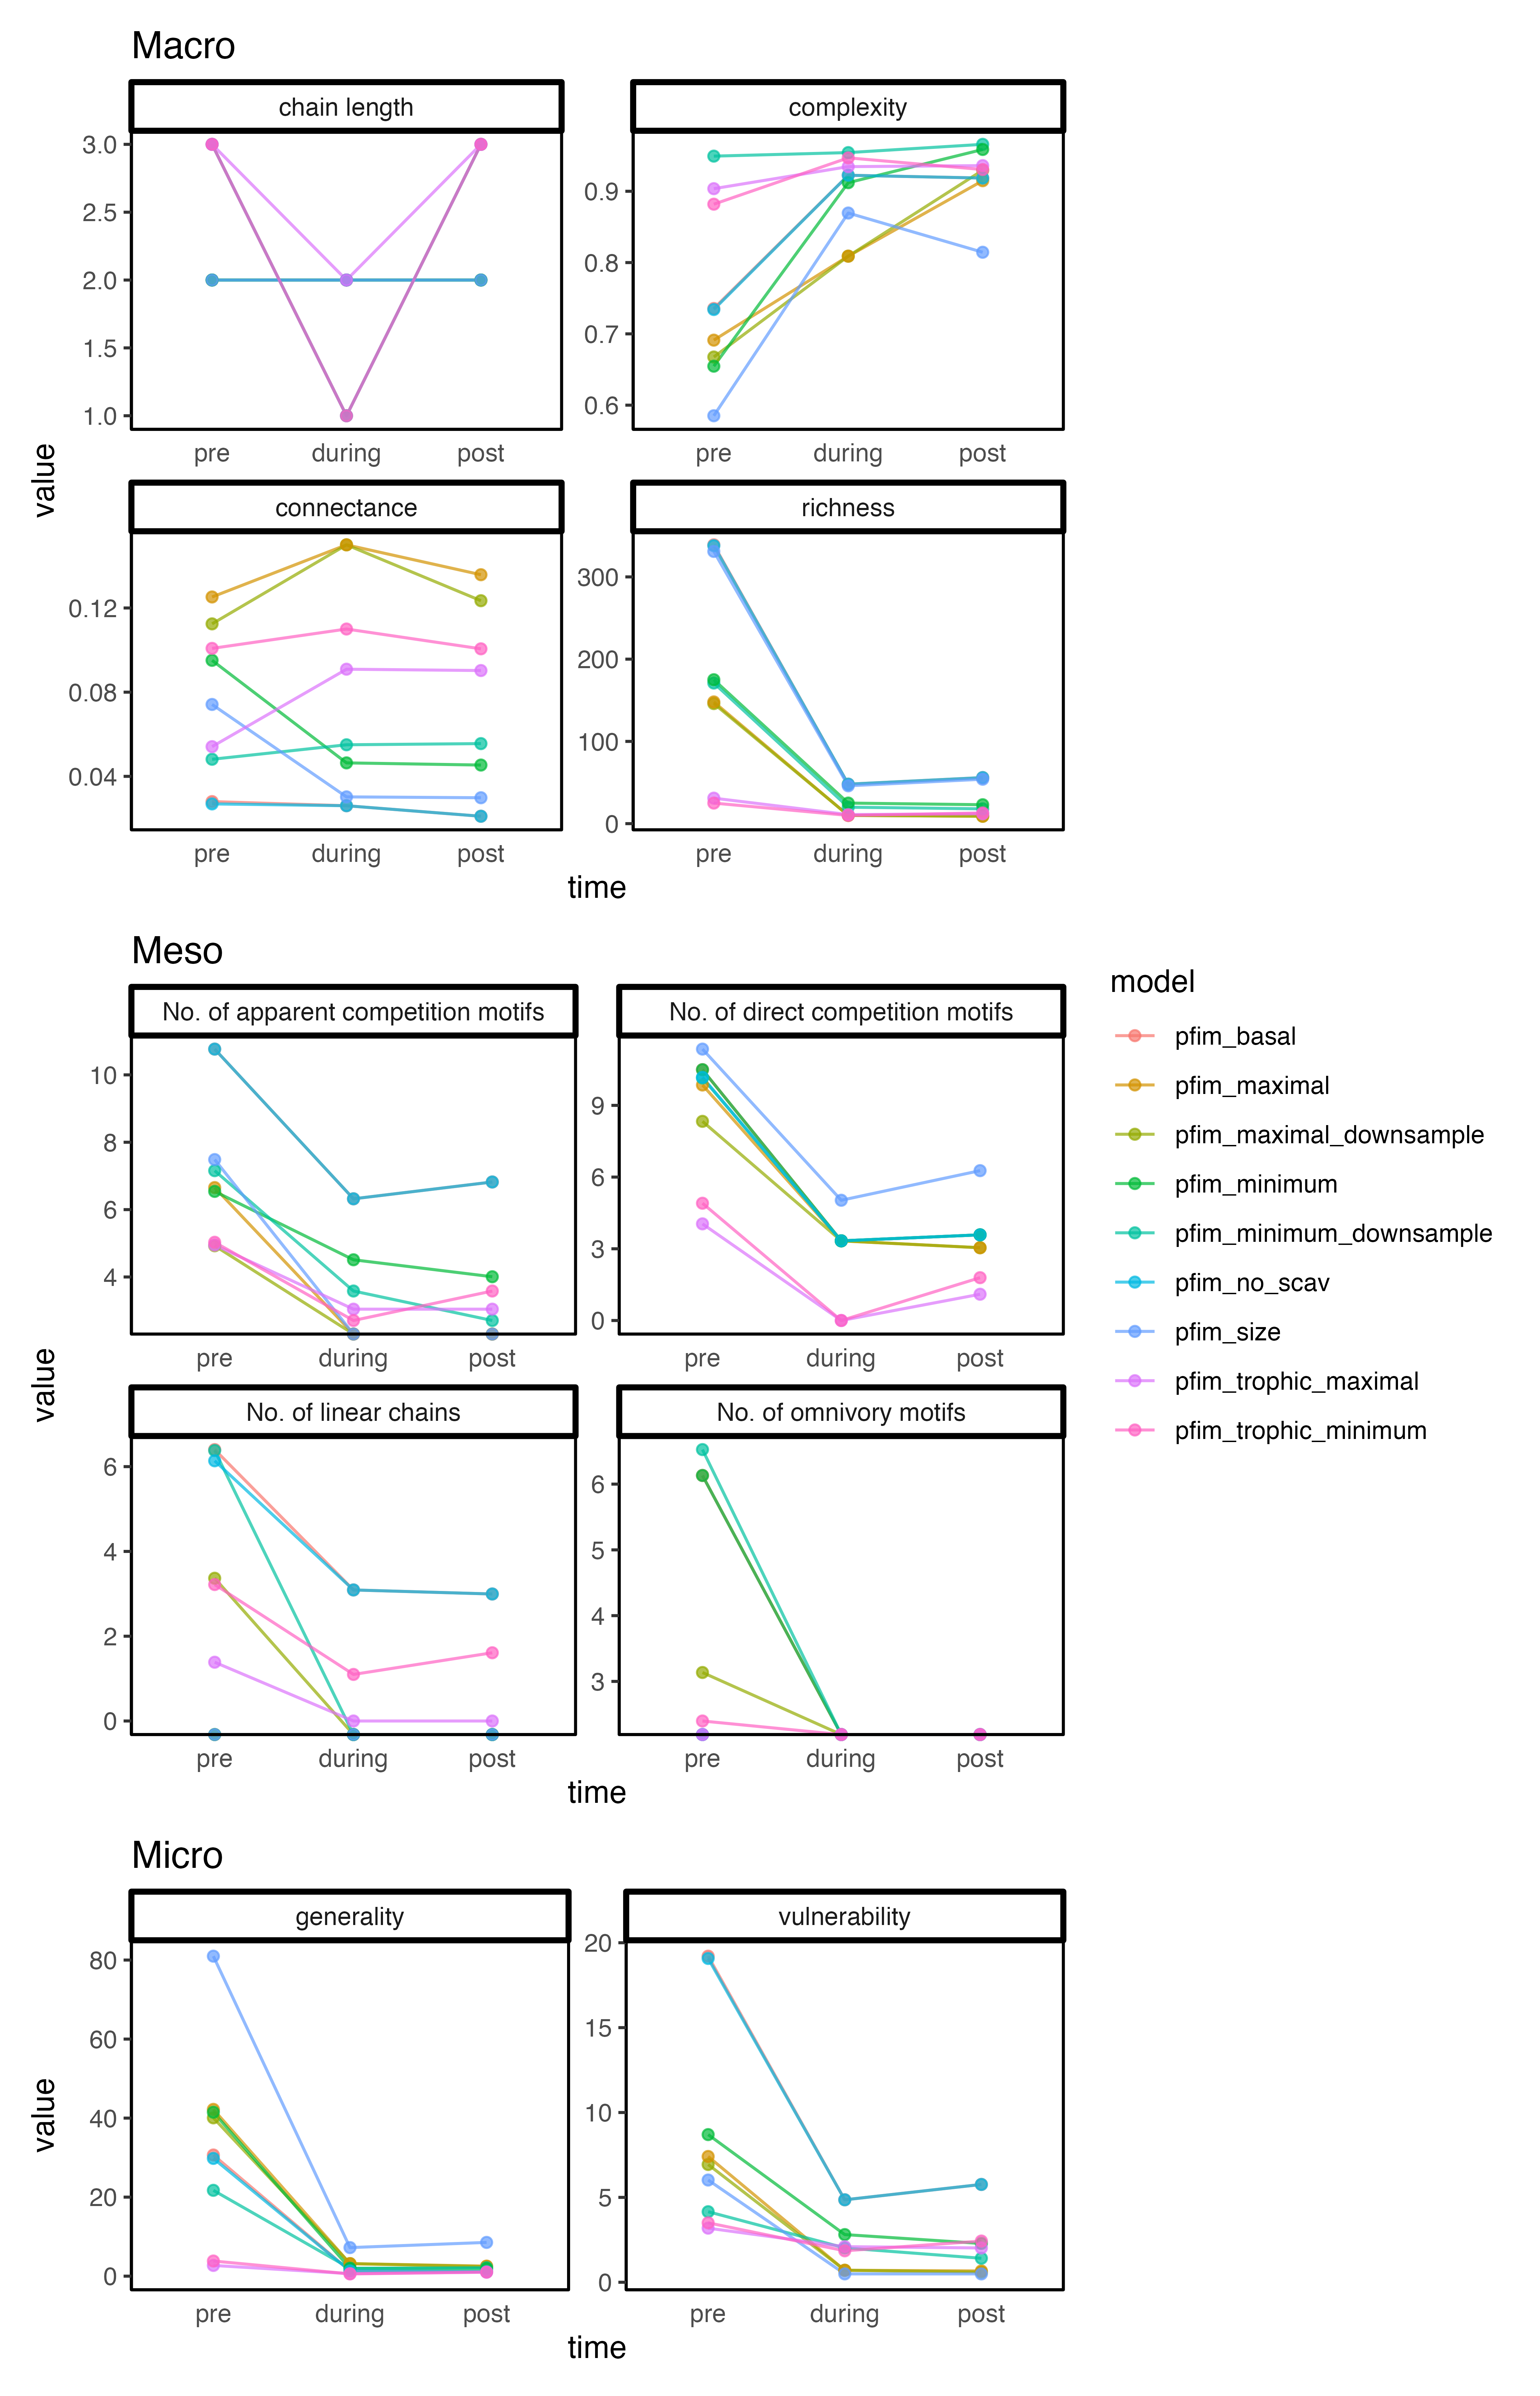 Macro
chain length
complexity
3.0
2.5
2.0
1.5
1.0
0.9
0.8
0.7
0.6
pre during post
pre during post
value
connectance
richness
0.12
0.08
0.04
300
200
100
0
pre during post
pre during post
time
Meso
No. of apparent competition motifs
No. of direct competition motifs
10
8
6
4
9
6
3
0
pre during post
pre during post
value
No. of linear chains
No. of omnivory motifs
6
4
2
0
6
5
4
3
pre during post
pre during post
time
model
pfim_basal
pfim_maximal
pfim_maximal_downsample
pfim_minimum
pfim_minimum_downsample
pfim_no_scav
pfim_size
pfim_trophic_maximal
pfim_trophic_minimum
Micro
generality
vulnerability
80
60
40
20
0
20
15
10
5
0
value
pre during post
pre during post
time